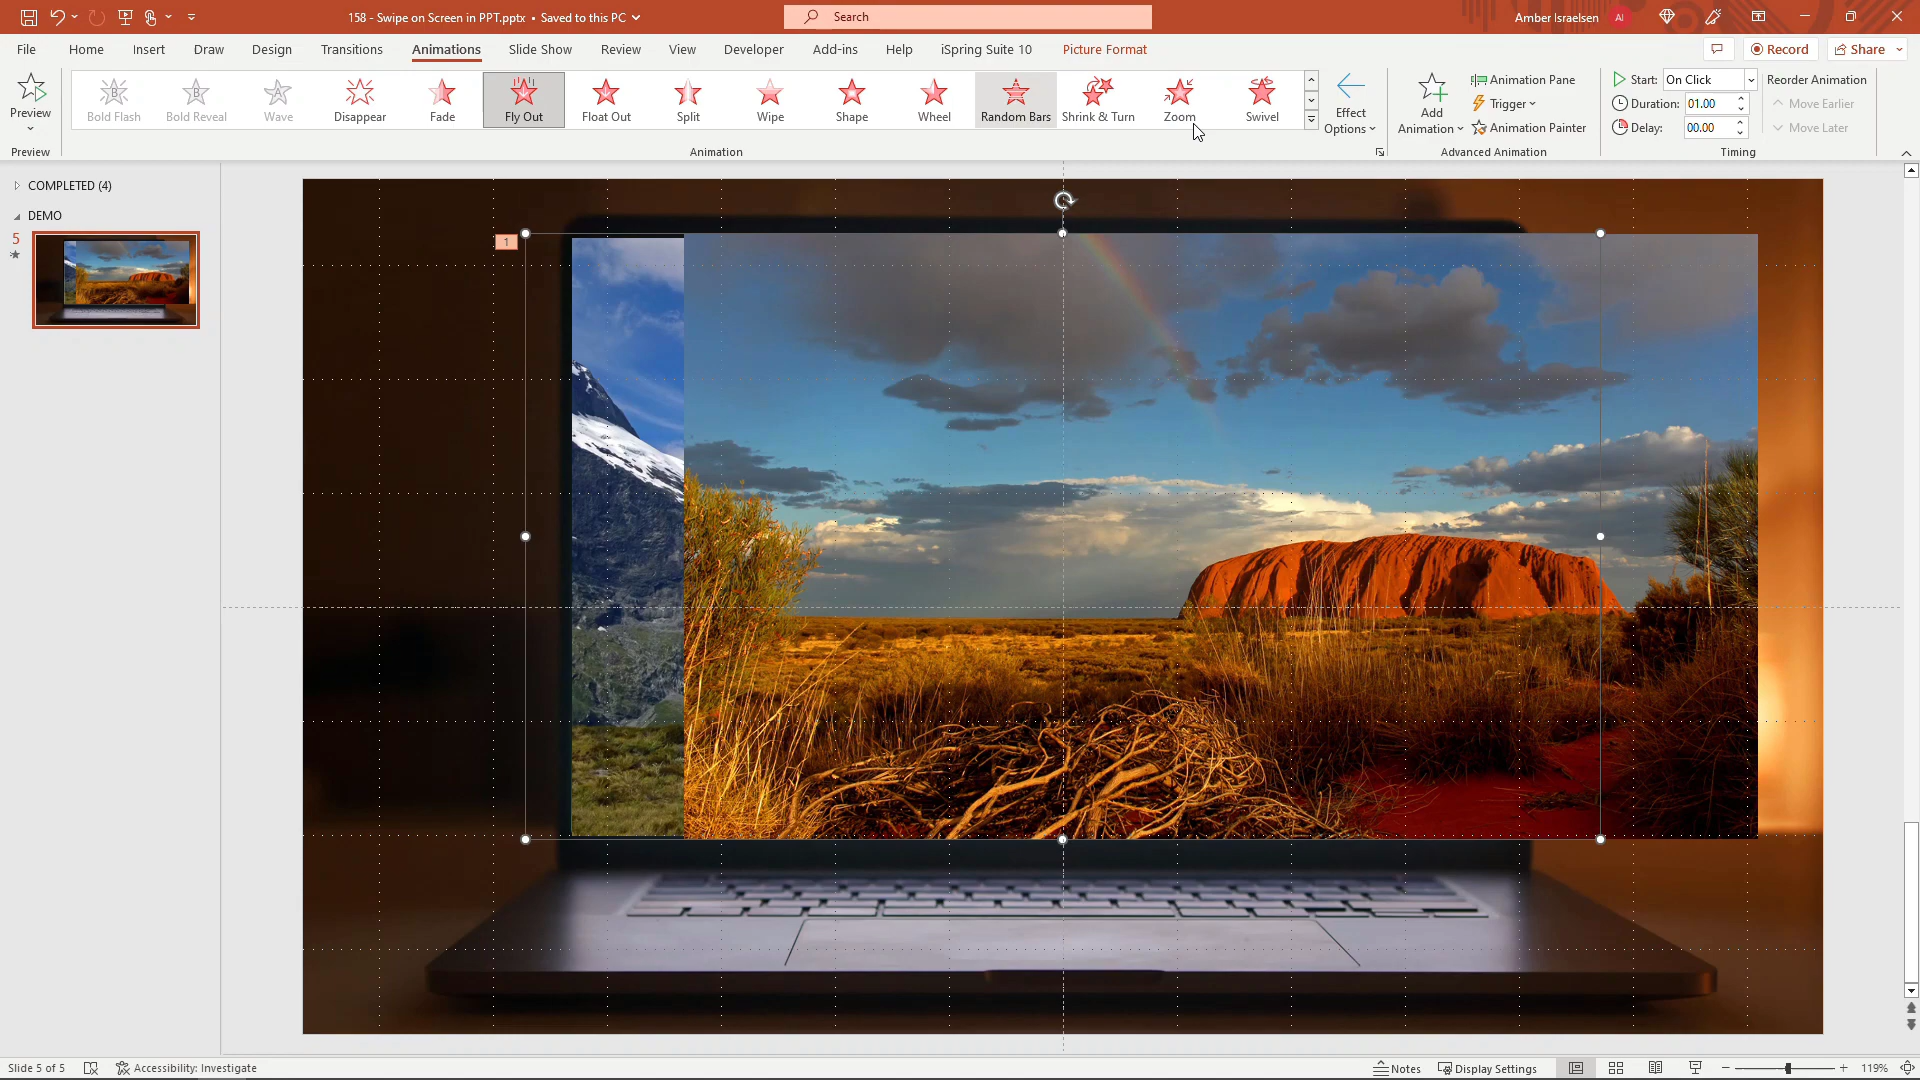 158 - Swipe on Screen in PPT.pptx • Saved to this PC
Search
Amber Israelsen
AI
File
Home
Insert
Draw
Design
Transitions
Animations
Slide Show
Review
View
Developer
Add-ins
Help
iSpring Suite 10
Picture Format
Record
Share
Preview
Bold Flash
Bold Reveal
Wave
Disappear
Fade
Fly Out
Float Out
Split
Wipe
Shape
Wheel
Random Bars
Shrink & Turn
Zoom
Swivel
Effect
Options
Add
Animation
Animation Pane
Trigger
Animation Painter
Start: On Click
Duration: 01.00
Delay: 00.00
Reorder Animation
Move Earlier
Move Later
Preview
Animation
Advanced Animation
Timing
COMPLETED (4)
DEMO
5
1
Slide 5 of 5
Accessibility: Investigate
Notes
Display Settings
119%